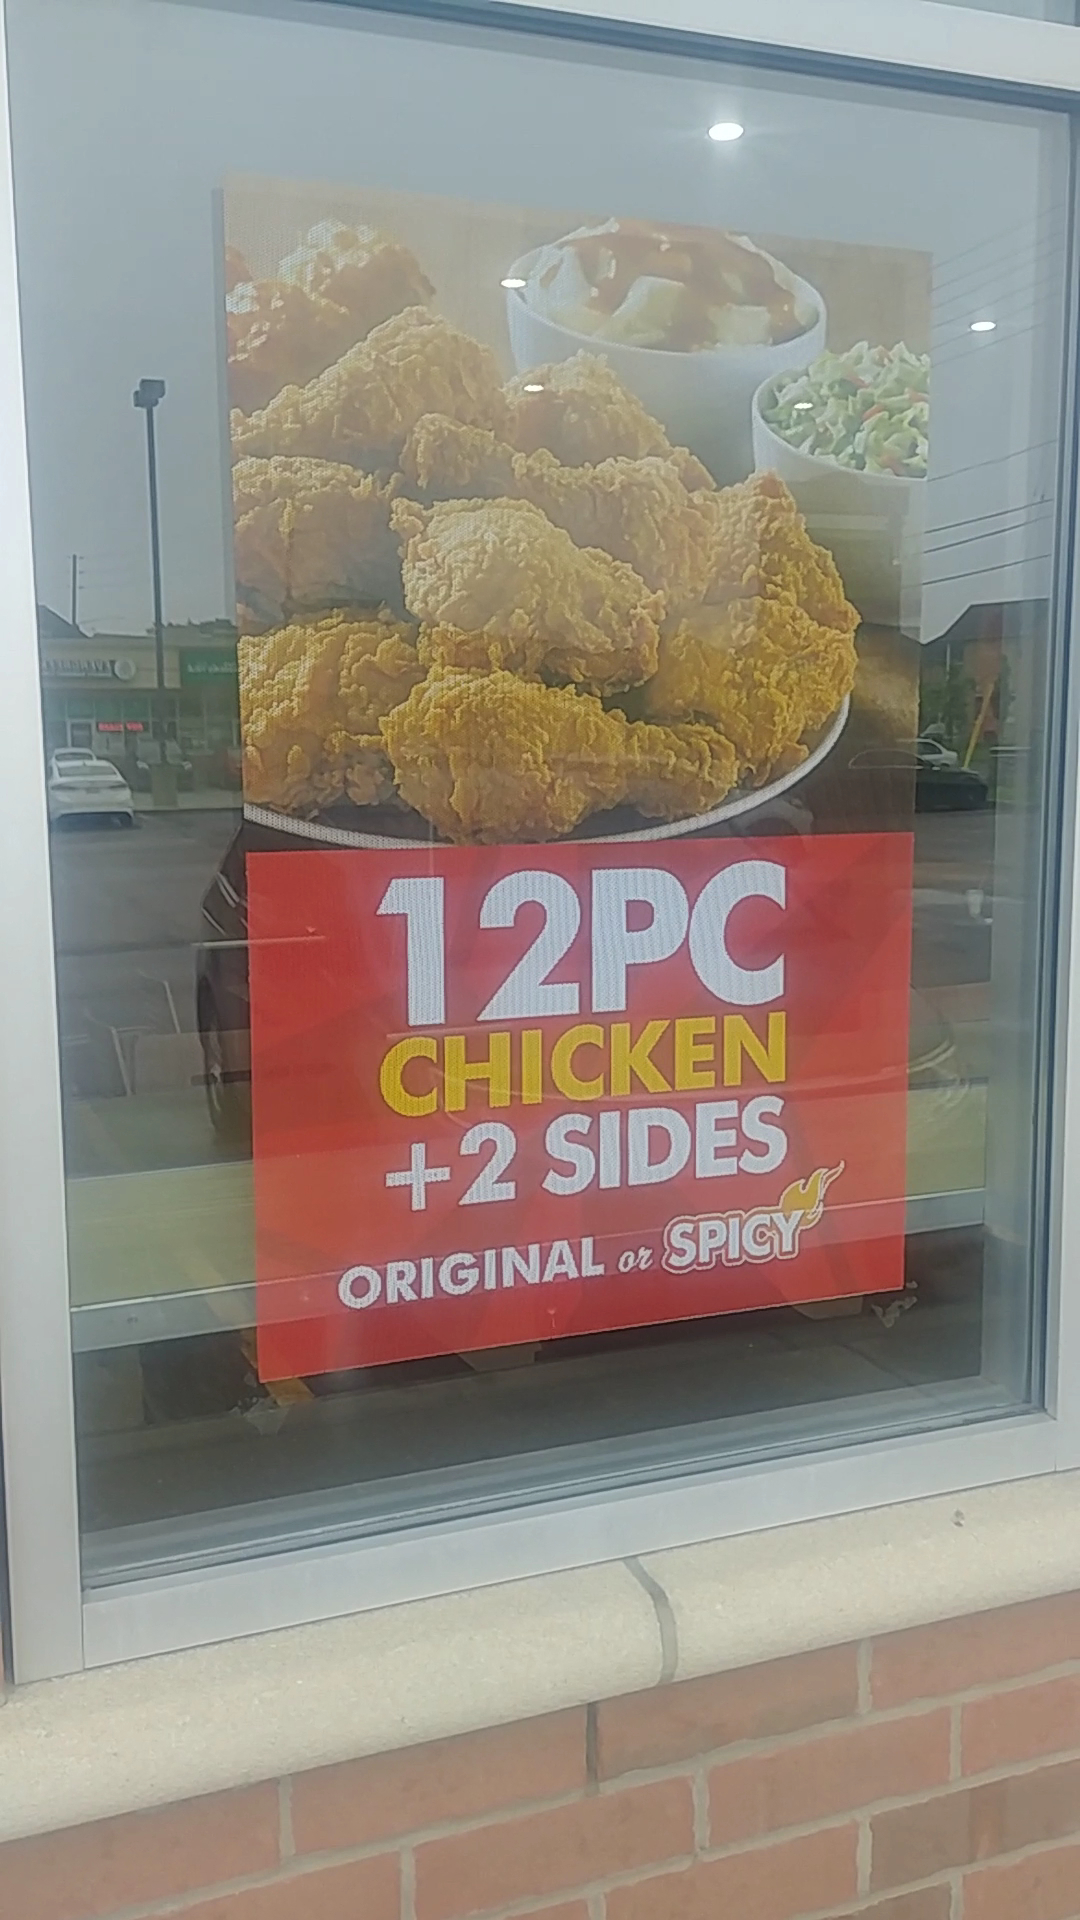 12PC
CHICKEN
+2 SIDES
ORIGINAL or SPICY